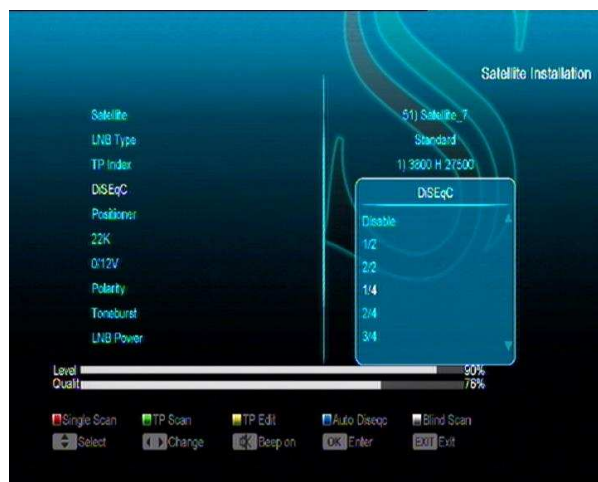 Satellite Installation
Satellite 51) Satellite_7
LNB Type Standard
TP Index 1) 3800 H 27500
DiSEqC DiSEqC
Positioner Disable
22K 1/2
0/12V 2/2
Polarity 1/4
Toneburst 2/4
LNB Power 3/4
Level 90%
Qualit 76%
Single Scan TP Scan TP Edit Auto Diseqc Blind Scan
Select Change Beep on OK Enter EXIT Exit